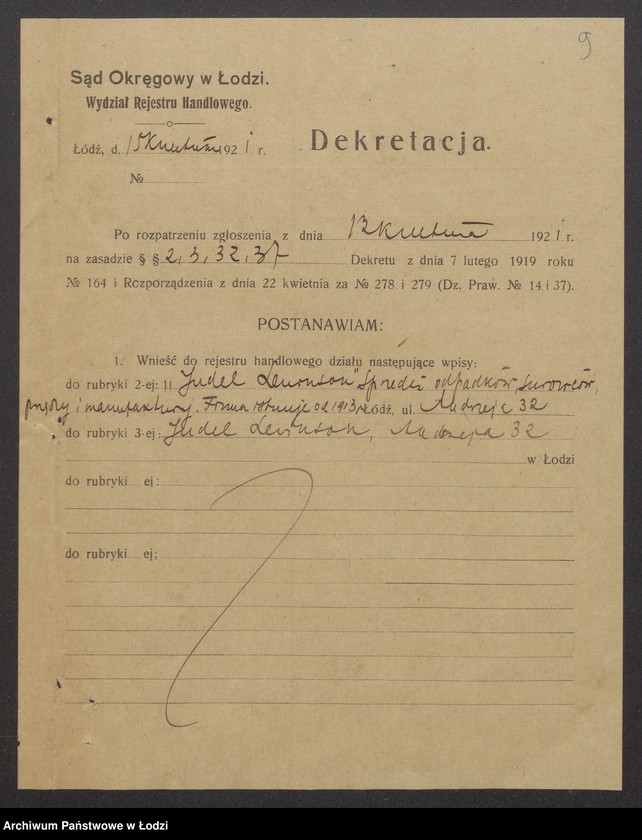 9
Sąd Okręgowy w Łodzi.
Wydział Rejestru Handlowego.
Łódź, d. 15 kwietnia 1921 r.
Dekretacja.
№
Po rozpatrzeniu zgłoszenia z dnia 13 kwietnia 1921 r.
na zasadzie § § 2, 3, 32, 37 Dekretu z dnia 7 lutego 1919 roku
№ 164 i Rozporządzenia z dnia 22 kwietnia za № 278 i 279 (Dz. Praw. № 14 i 37).
POSTANAWIAM:
1. Wnieść do rejestru handlowego działu następujące wpisy:
do rubryki 2-ej: „Judel Lewinson" Sprzedaż odpadków, surowców,
przędzy i manufaktury. Firma istnieje od 1913 r. Łódź, ul. Andrzeja 32
do rubryki 3-ej: Judel Lewinson, Andrzeja 32
w Łodzi
do rubryki ej:
do rubryki ej;
Archiwum Państwowe w Łodzi